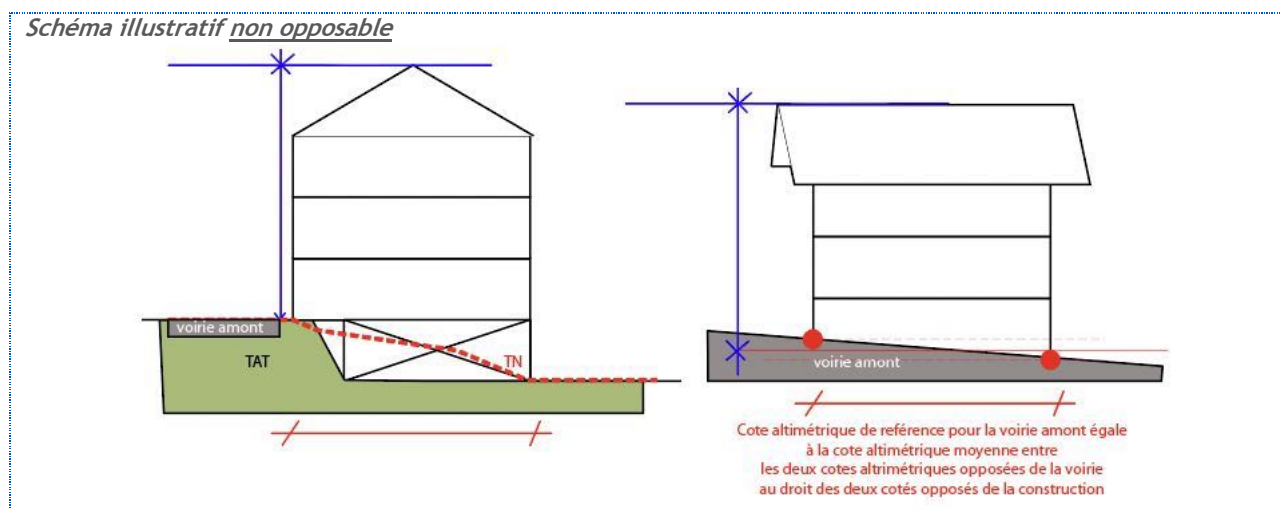 Schéma illustratif non opposable
voirie amont
TAT
TN
voirie amont
Cote altimétrique de reférence pour la voirie amont égale
à la cote altimétrique moyenne entre
les deux cotes altrimétriques opposées de la voirie
au droit des deux cotés opposés de la construction